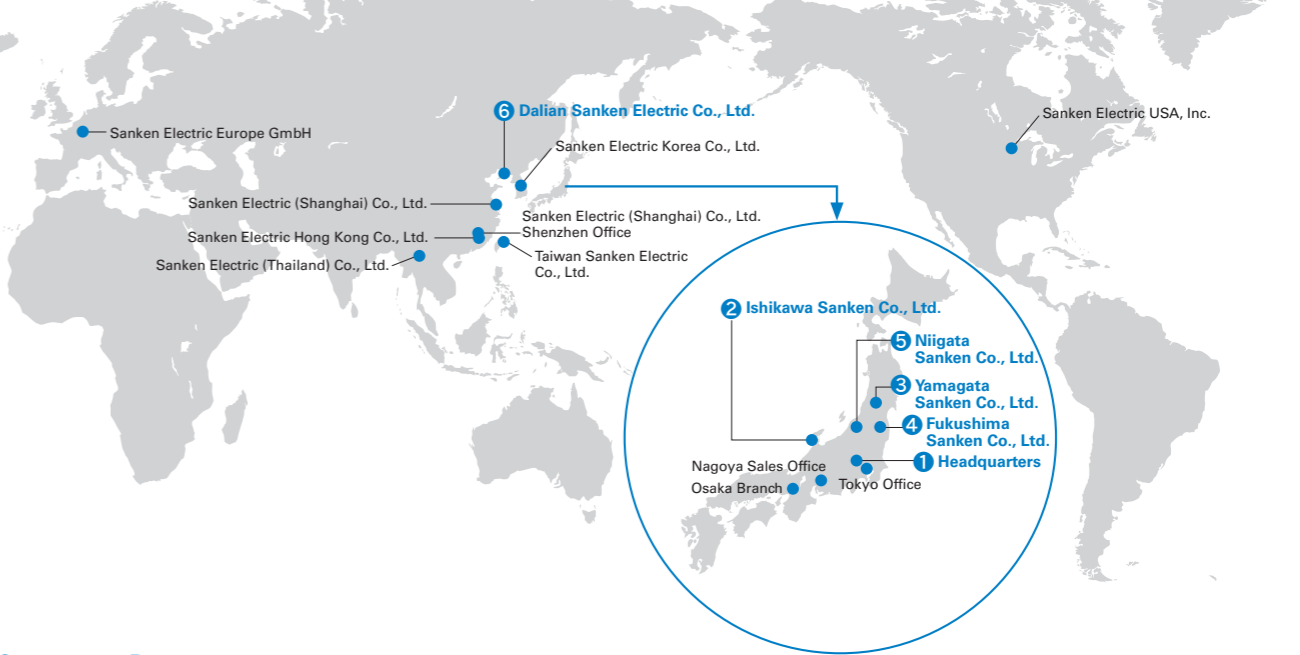 6 Dalian Sanken Electric Co., Ltd.
Sanken Electric USA, Inc.
Sanken Electric Europe GmbH
Sanken Electric Korea Co., Ltd.
Sanken Electric (Shanghai) Co., Ltd.
Sanken Electric (Shanghai) Co., Ltd.
Shenzhen Office
Sanken Electric Hong Kong Co., Ltd.
Taiwan Sanken Electric
Co., Ltd.
Sanken Electric (Thailand) Co., Ltd.
2 Ishikawa Sanken Co., Ltd.
5 Niigata
Sanken Co., Ltd.
3 Yamagata
Sanken Co., Ltd.
4 Fukushima
Sanken Co., Ltd.
1 Headquarters
Nagoya Sales Office
Tokyo Office
Osaka Branch